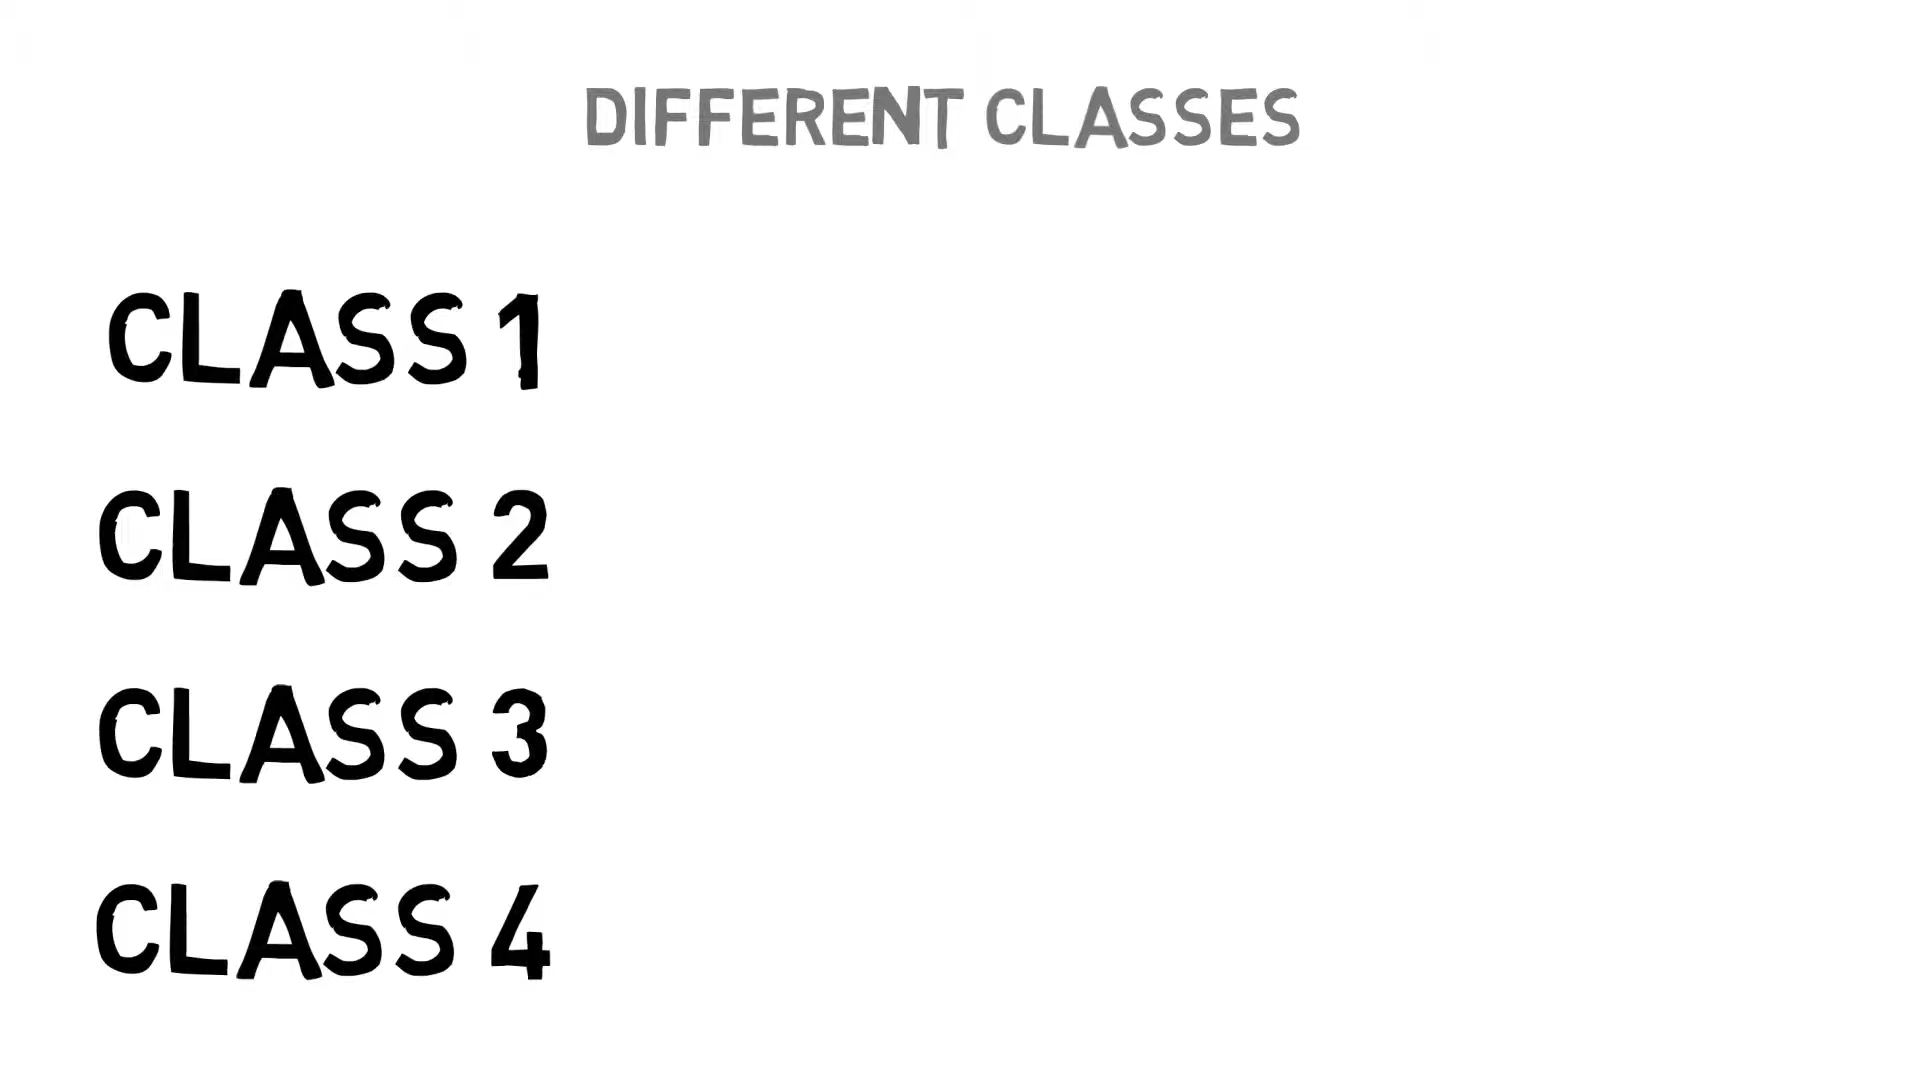 DIFFERENT CLASSES
CLASS 1
CLASS 2
CLASS 3
CLASS 4